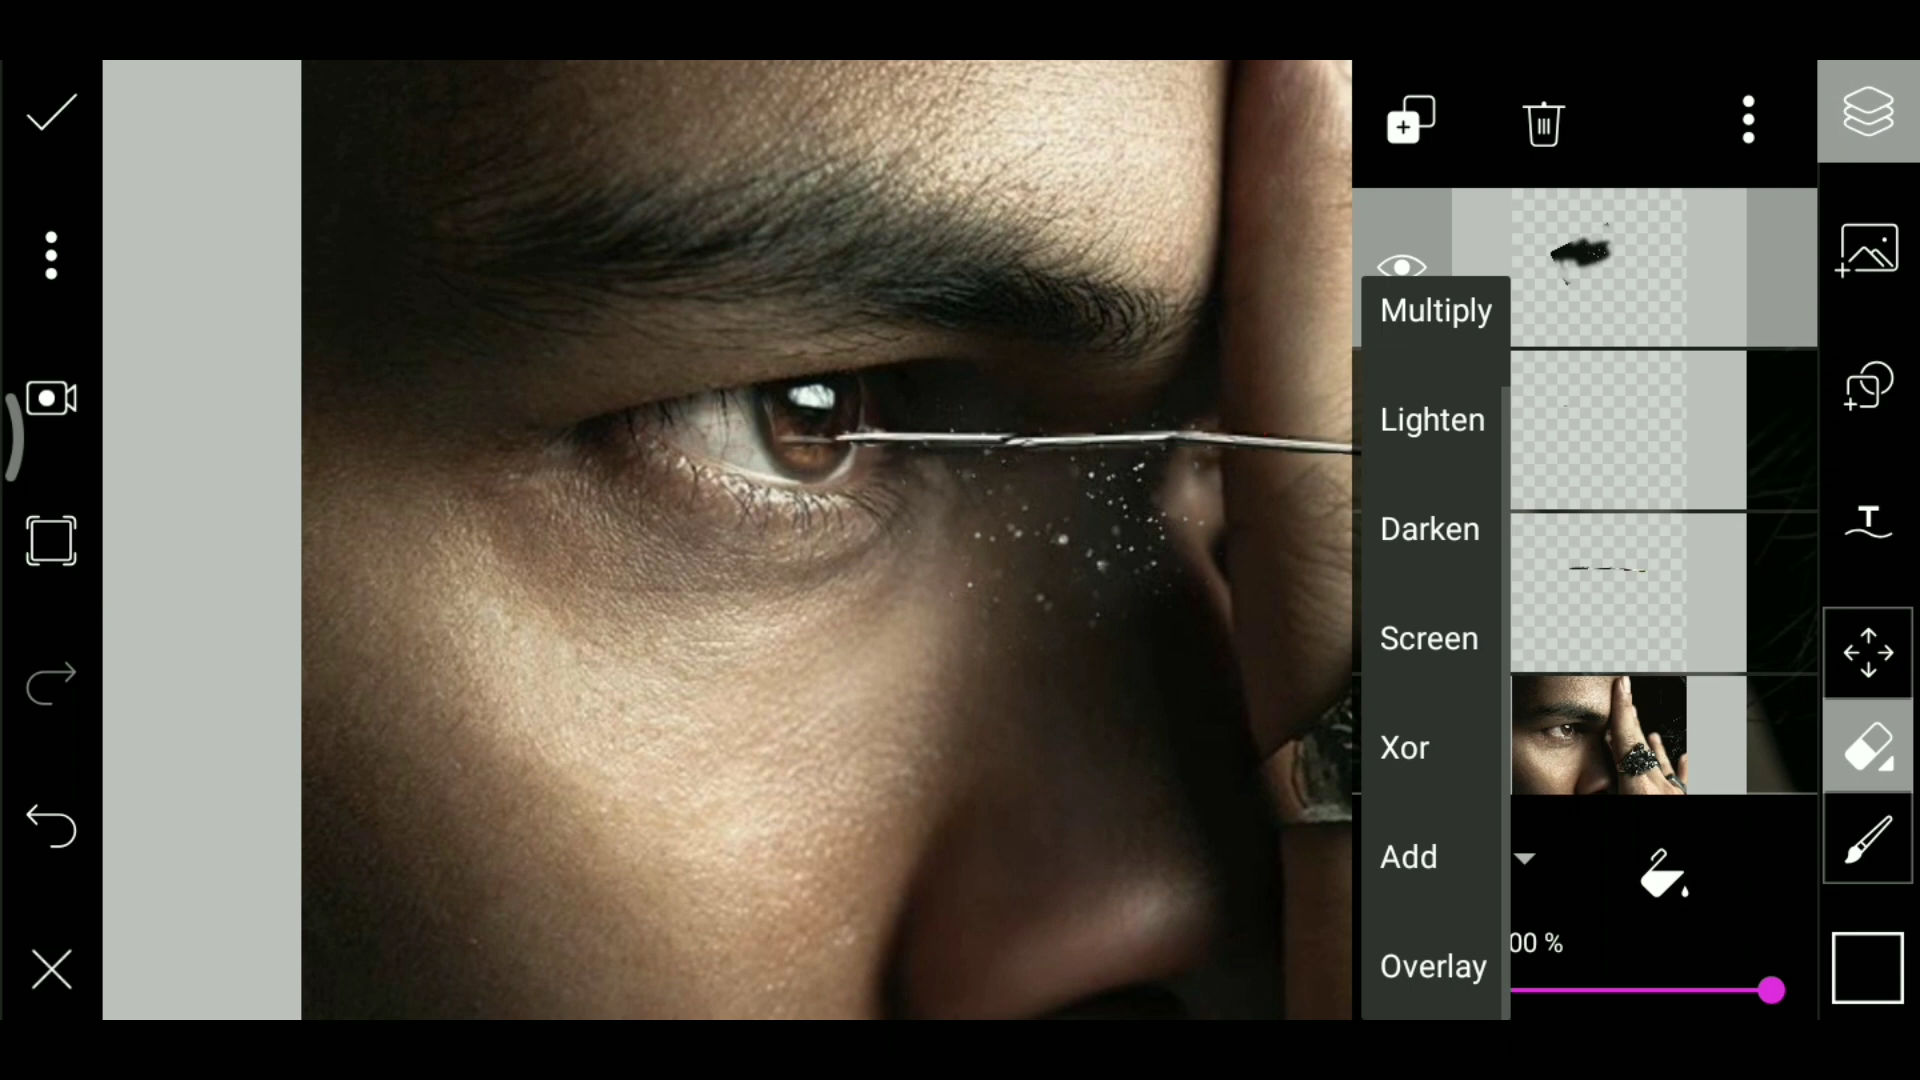 Multiply
Lighten
Darken
Screen
Xor
Add
Overlay
00 %
T